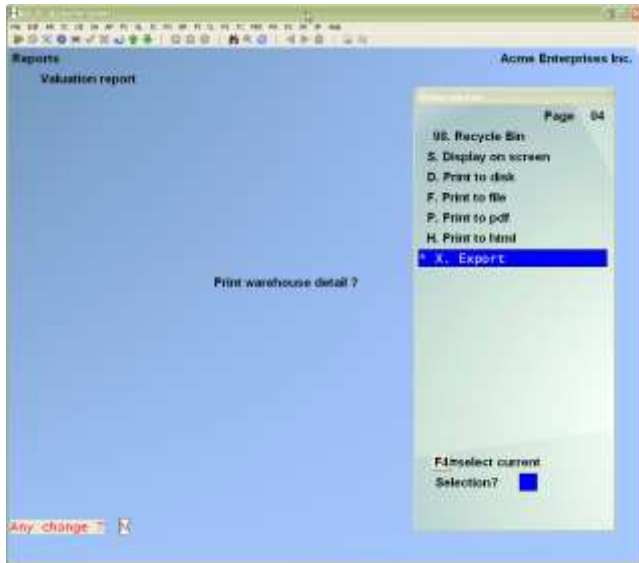 Reports
Acme Enterprises Inc.
Valuation report
Page 04
98. Recycle Bin
S. Display on screen
D. Print to disk
F. Print to file
P. Print to pdf
H. Print to html
* X. Export
Print warehouse detail ?
F4=select current
Selection?
Any change ? N